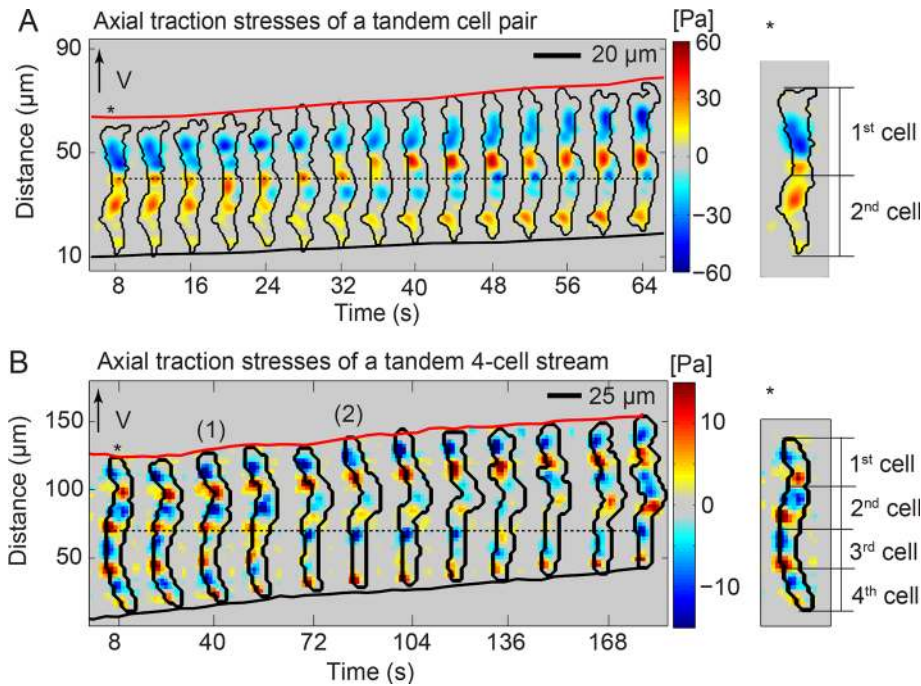 A Axial traction stresses of a tandem cell pair [Pa] *
90 50 10
Distance (µm)
V
*
20 µm
60 30 0 −30 −60
1st cell
2nd cell
8 16 24 32 40 48 56 64
Time (s)
B Axial traction stresses of a tandem 4-cell stream [Pa] *
150 100 50
Distance (µm)
V
*
(1) (2)
25 µm
10 0 −10
1st cell
2nd cell
3rd cell
4th cell
8 40 72 104 136 168
Time (s)